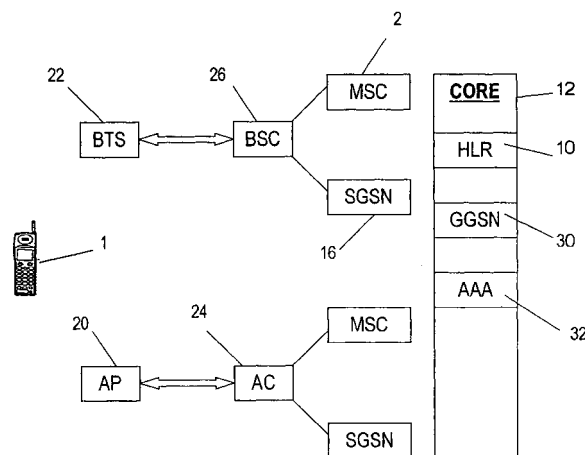 2
22
26
MSC
CORE
12
BTS
BSC
HLR
10
SGSN
GGSN
30
16
1
AAA
20
24
MSC
32
AP
AC
SGSN